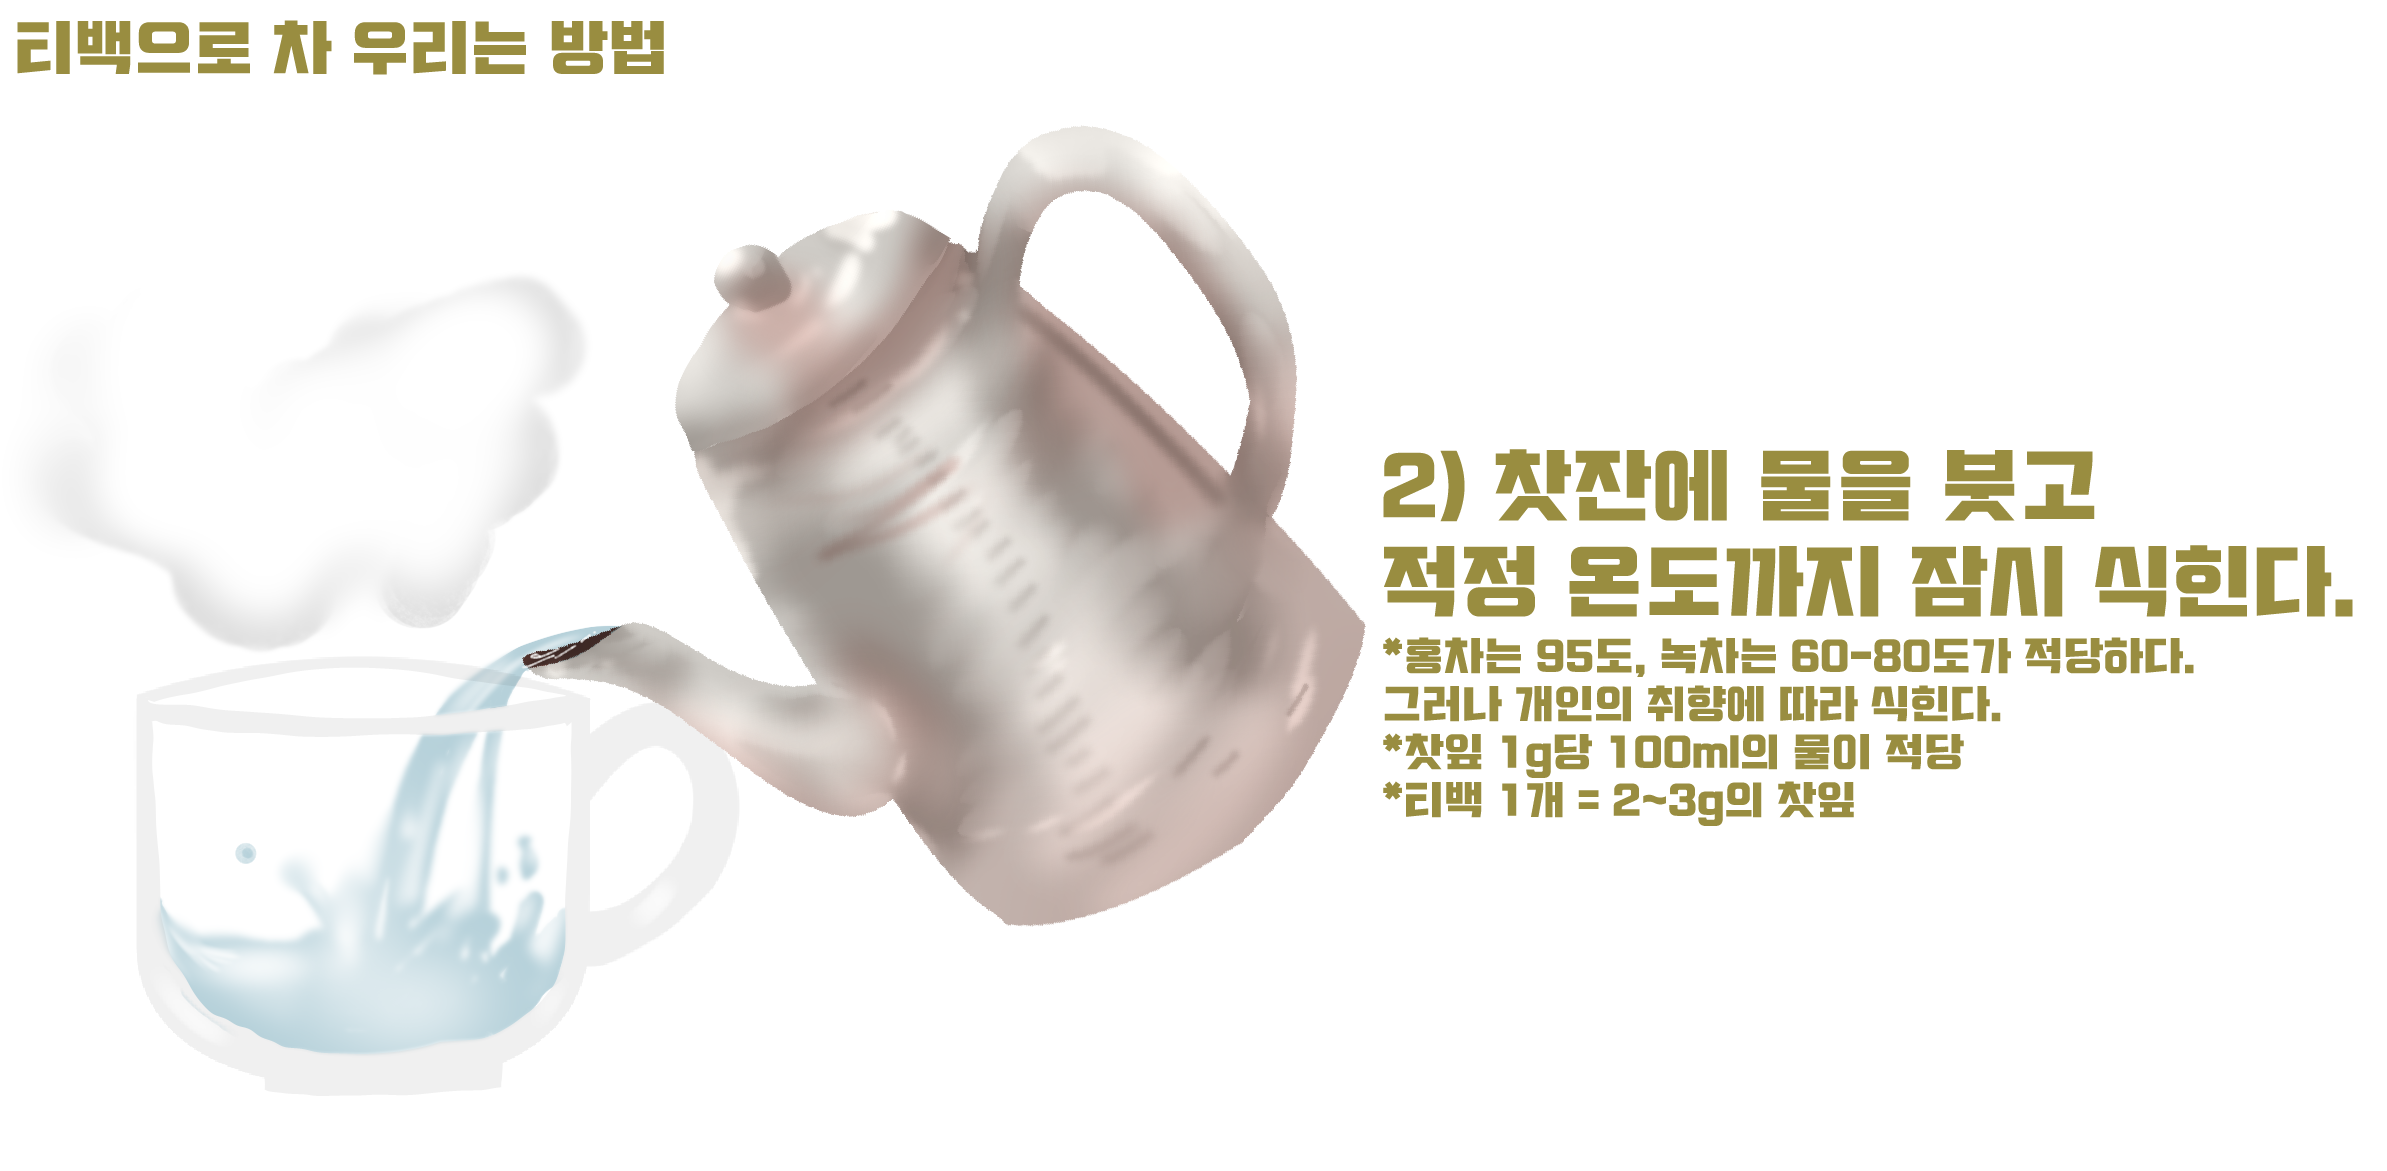 티백으로 차 우리는 방법
2) 찻잔에 물을 붓고
적정 온도까지 잠시 식힌다.
*홍차는 95도, 녹차는 60-80도가 적당하다.
그러나 개인의 취향에 따라 식힌다.
*찻잎 1g당 100ml의 물이 적당
*티백 1개 = 2~3g의 찻잎